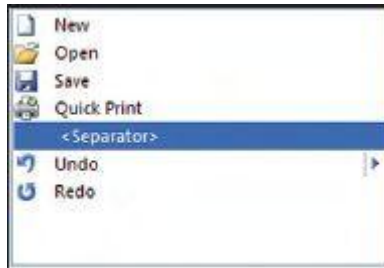 New
Open
Save
Quick Print
<Separator>
Undo
Redo